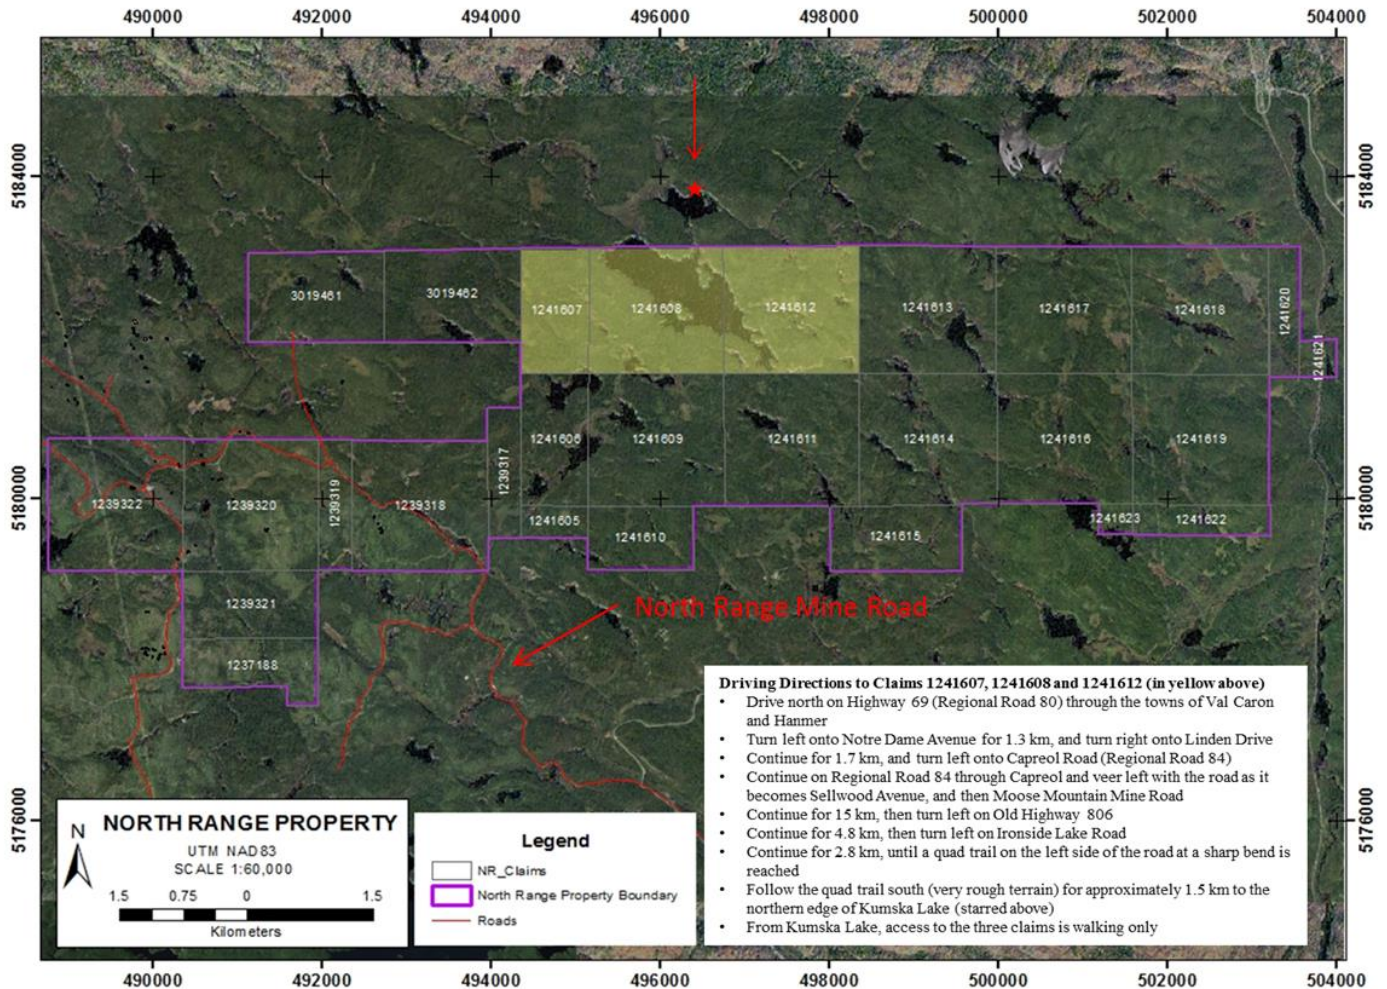 490000 492000 494000 496000 498000 500000 502000 504000
5184000 5184000
3019461 3019462 1241607 1241608 1241612 1241613 1241617 1241618 1241620
1241621
1241606 1241609 1241611 1241614 1241616 1241619
1239317
5180000 5180000
1239322 1239320 1239319 1239318
1241605 1241610 1241615 1241623 1241622
1239321
North Range Mine Road
1237188
Driving Directions to Claims 1241607, 1241608 and 1241612 (in yellow above)
• Drive north on Highway 69 (Regional Road 80) through the towns of Val Caron
and Hanmer
• Turn left onto Notre Dame Avenue for 1.3 km, and turn right onto Linden Drive
• Continue for 1.7 km, and turn left onto Capreol Road (Regional Road 84)
• Continue on Regional Road 84 through Capreol and veer left with the road as it
becomes Sellwood Avenue, and then Moose Mountain Mine Road
• Continue for 15 km, then turn left on Old Highway 806
• Continue for 4.8 km, then turn left on Ironside Lake Road
• Continue for 2.8 km, until a quad trail on the left side of the road at a sharp bend is
reached
• Follow the quad trail south (very rough terrain) for approximately 1.5 km to the
northern edge of Kumska Lake (starred above)
• From Kumska Lake, access to the three claims is walking only
5176000 5176000
N
NORTH RANGE PROPERTY
UTM NAD83
SCALE 1:60,000
1.5 0.75 0 1.5
Kilometers
Legend
NR_Claims
North Range Property Boundary
Roads
490000 492000 494000 496000 498000 500000 502000 504000